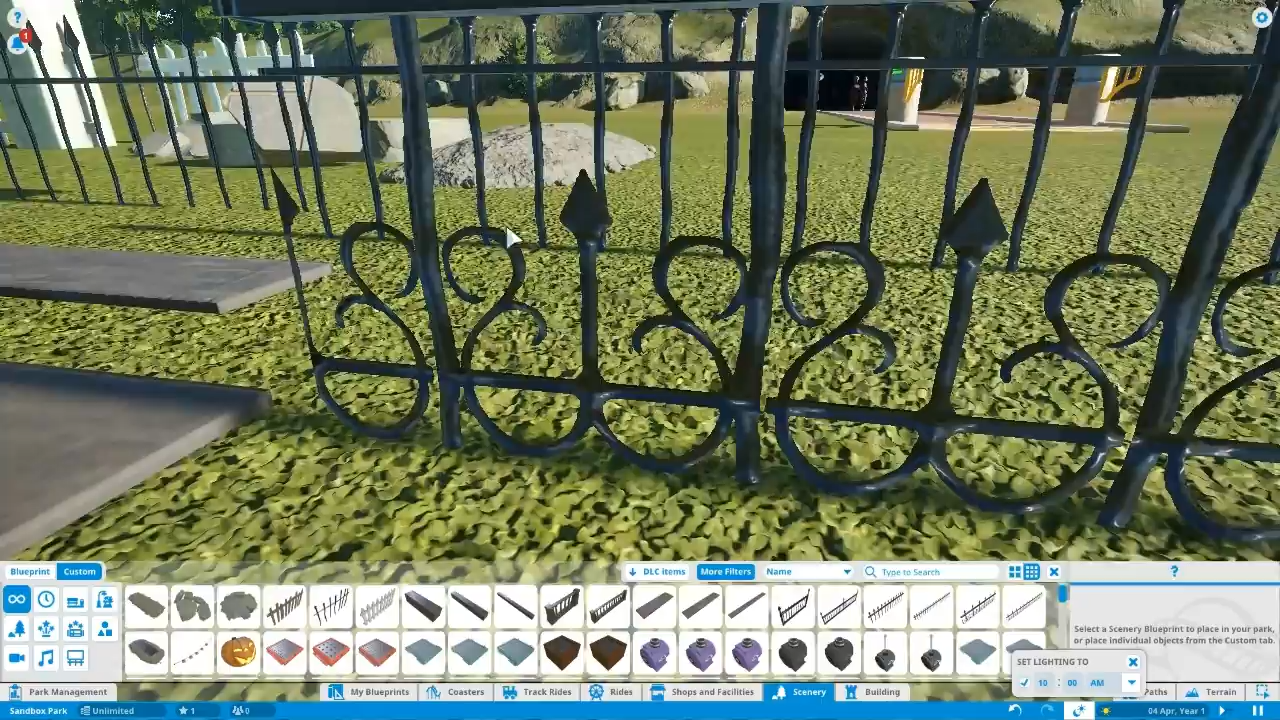 ?
1
Blueprint Custom
DLC items More Filters Name Type to Search
?
Select a Scenery Blueprint to place in your park,
or place individual objects from the Custom tab.
SET LIGHTING TO
10 : 00 AM
Park Management My Blueprints Coasters Track Rides Rides Shops and Facilities Scenery Building Paths Terrain
Sandbox Park Unlimited 1 0 04 Apr, Year 1